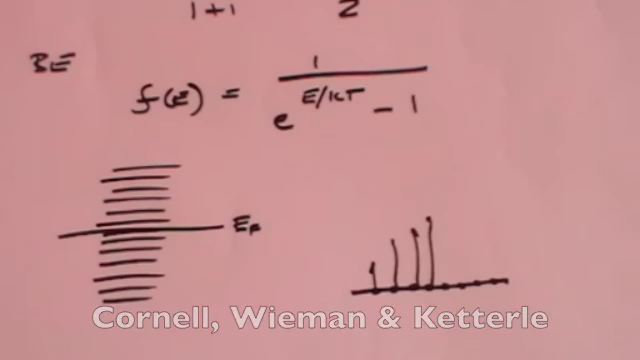 1+1 2
BE
f(E) = 1 / e^E/kT - 1
E_F
Cornell, Wieman & Ketterle